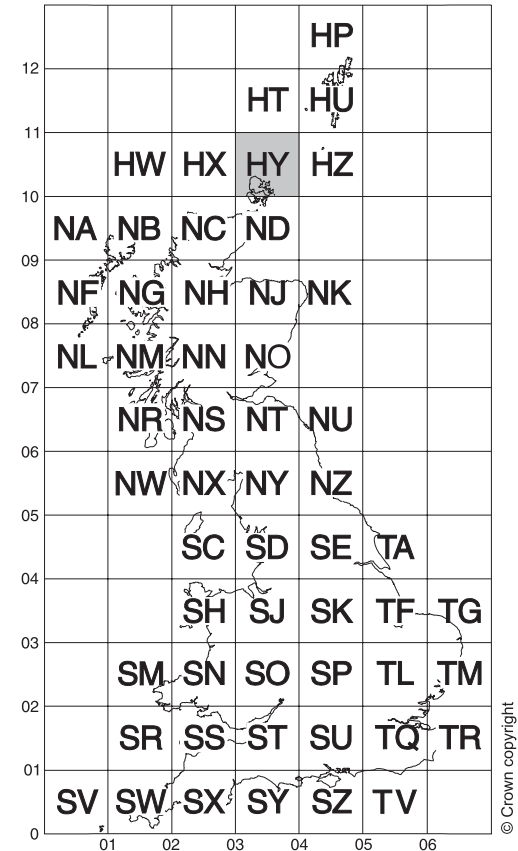 HP
12
HT HU
11
HW HX HY HZ
10
NA NB NC ND
09
NF NG NH NJ NK
08
NL NM NN NO
07
NR NS NT NU
06
NW NX NY NZ
05
SC SD SE TA
04
SH SJ SK TF TG
03
SM SN SO SP TL TM
02
SR SS ST SU TQ TR
01
SV SW SX SY SZ TV
0
01 02 03 04 05 06
© Crown copyright